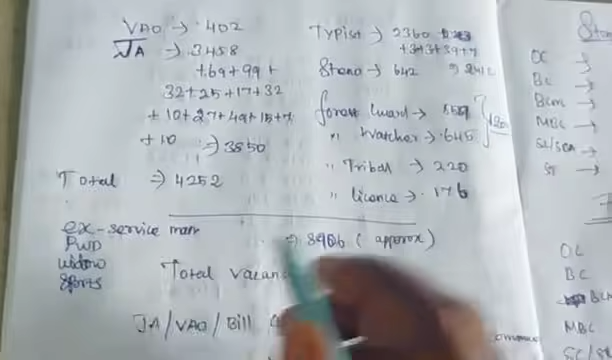 VAO → 402
JA → 3458
+69+99+
32+25+17+32
+10+27+49+15+7
+10 ⇒ 3850
Total ⇒ 4252
Typist → 2360
+3+3+39+7
Steno → 642
forest Guard →
" Watcher → 645
" Tribal → 220
" licence → 176
⇒ 8906 (approx)
ex-service man
PWD
widow
Sports
Total Vacan
JA/VAO/Bill
OC →
BC →
BCM →
MBC →
SC/SCA →
ST →
OC
BC
BCM
MBC
SC/S